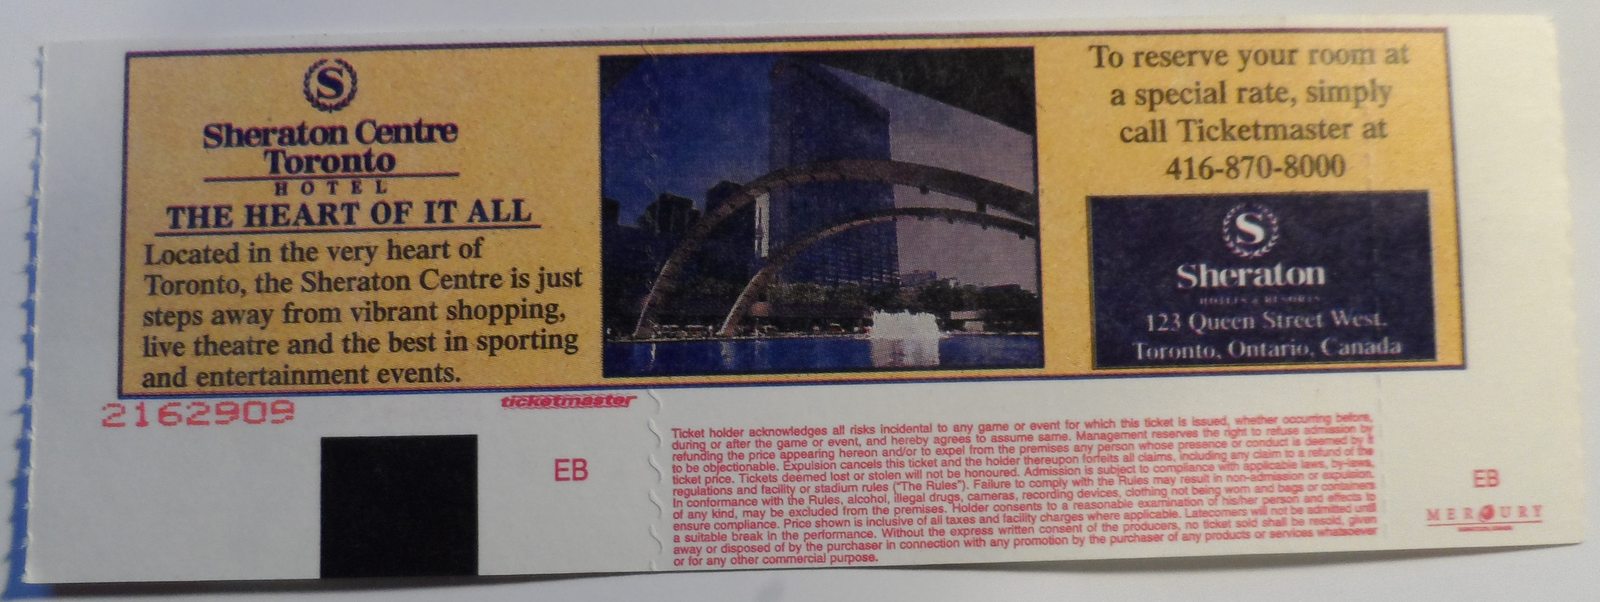 S
Sheraton Centre
Toronto
HOTEL
THE HEART OF IT ALL
Located in the very heart of
Toronto, the Sheraton Centre is just
steps away from vibrant shopping,
live theatre and the best in sporting
and entertainment events.
To reserve your room at
a special rate, simply
call Ticketmaster at
416-870-8000
S
Sheraton
HOTELS & RESORTS
123 Queen Street West,
Toronto, Ontario, Canada
2162909
ticketmaster
EB
Ticket holder acknowledges all risks incidental to any game or event for which this ticket is issued, whether occurring before,
during or after the game or event, and hereby agrees to assume same. Management reserves the right to refuse admission by
refunding the price appearing hereon and/or to expel from the premises any person whose presence or conduct is deemed by it
to be objectionable. Expulsion cancels this ticket and the holder thereupon forfeits all claims, including any claim to a refund of the
ticket price. Tickets deemed lost or stolen will not be honoured. Admission is subject to compliance with applicable laws, by-laws,
regulations and facility or stadium rules ("The Rules"). Failure to comply with the Rules may result in non-admission or expulsion.
In conformance with the Rules, alcohol, illegal drugs, cameras, recording devices, clothing not being worn and bags or containers
of any kind, may be excluded from the premises. Holder consents to a reasonable examination of his/her person and effects to
ensure compliance. Price shown is inclusive of all taxes and facility charges where applicable. Latecomers will not be admitted until
a suitable break in the performance. Without the express written consent of the producers, no ticket sold shall be resold, given
away or disposed of by the purchaser in connection with any promotion by the purchaser of any products or services whatsoever
or for any other commercial purpose.
EB
MERCURY